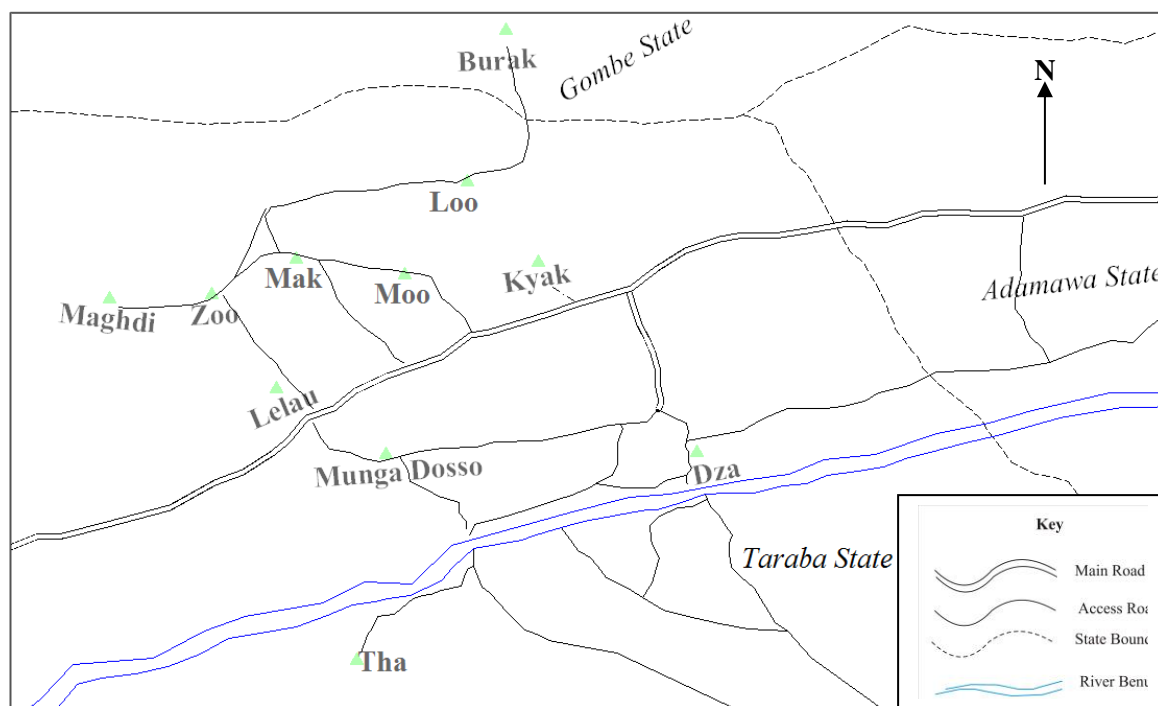 Burak
Gombe State
N
Loo
Mak
Moo
Kyak
Adamawa State
Maghdi
Zoo
Lelau
Munga Dosso
Dza
Taraba State
Tha
Key
Main Road
Access Roa
State Boun
River Benu